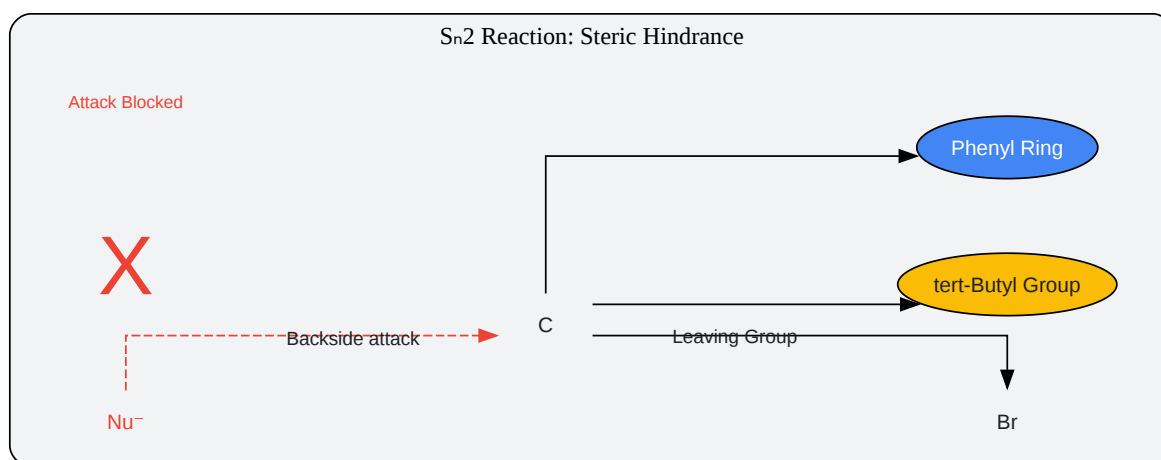 Sₙ2 Reaction: Steric Hindrance
Attack Blocked
Phenyl Ring
X
tert-Butyl Group
C
Backside attack
Leaving Group
Nu⁻
Br